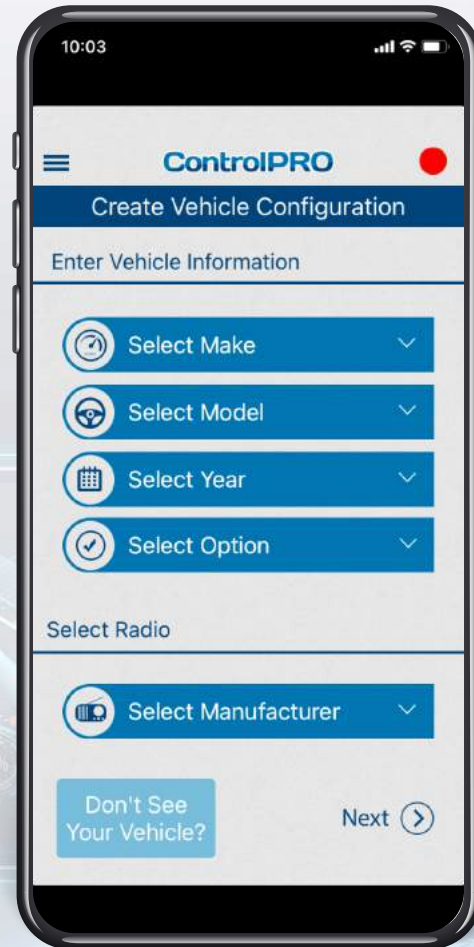 10:03
ControlPRO
Create Vehicle Configuration
Enter Vehicle Information
Select Make
Select Model
Select Year
Select Option
Select Radio
Select Manufacturer
Don't See
Your Vehicle?
Next